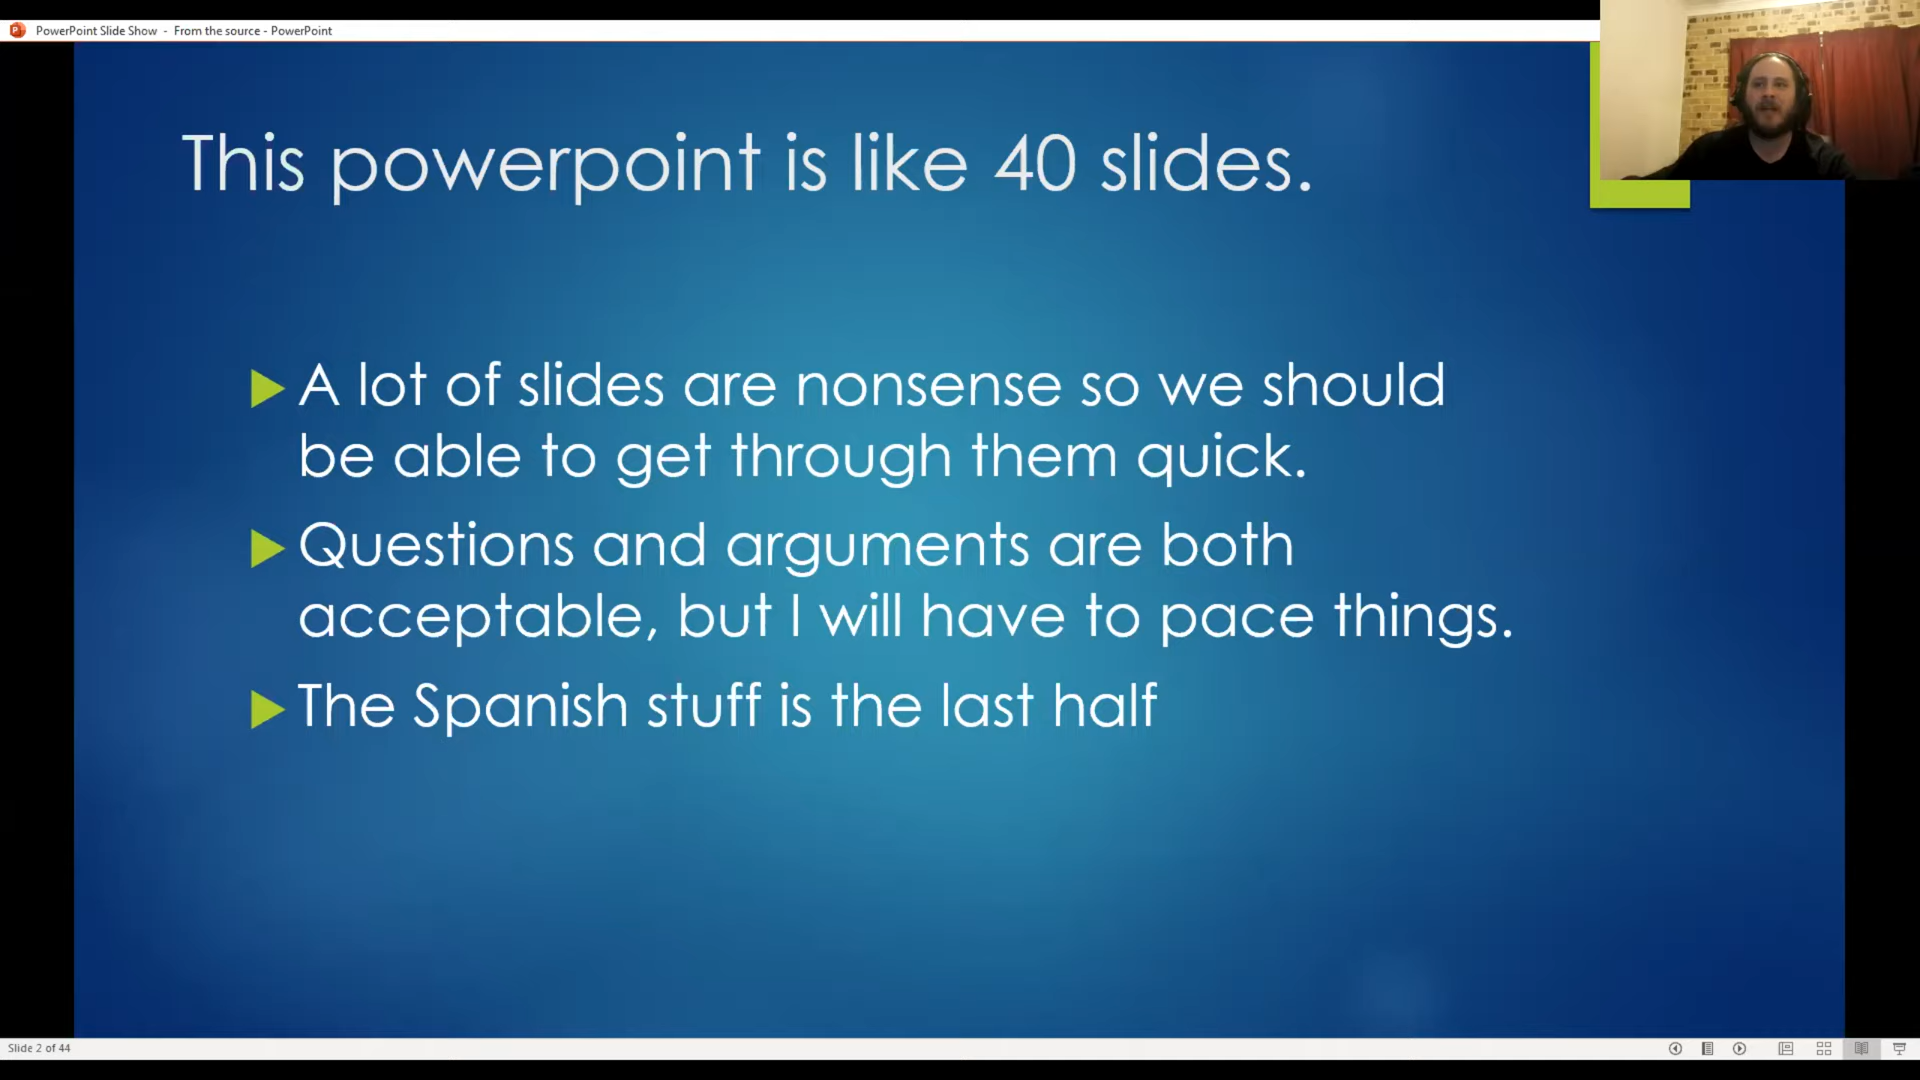 PowerPoint Slide Show - From the source - PowerPoint
This powerpoint is like 40 slides.
A lot of slides are nonsense so we should
be able to get through them quick.
Questions and arguments are both
acceptable, but I will have to pace things.
The Spanish stuff is the last half
Slide 2 of 44